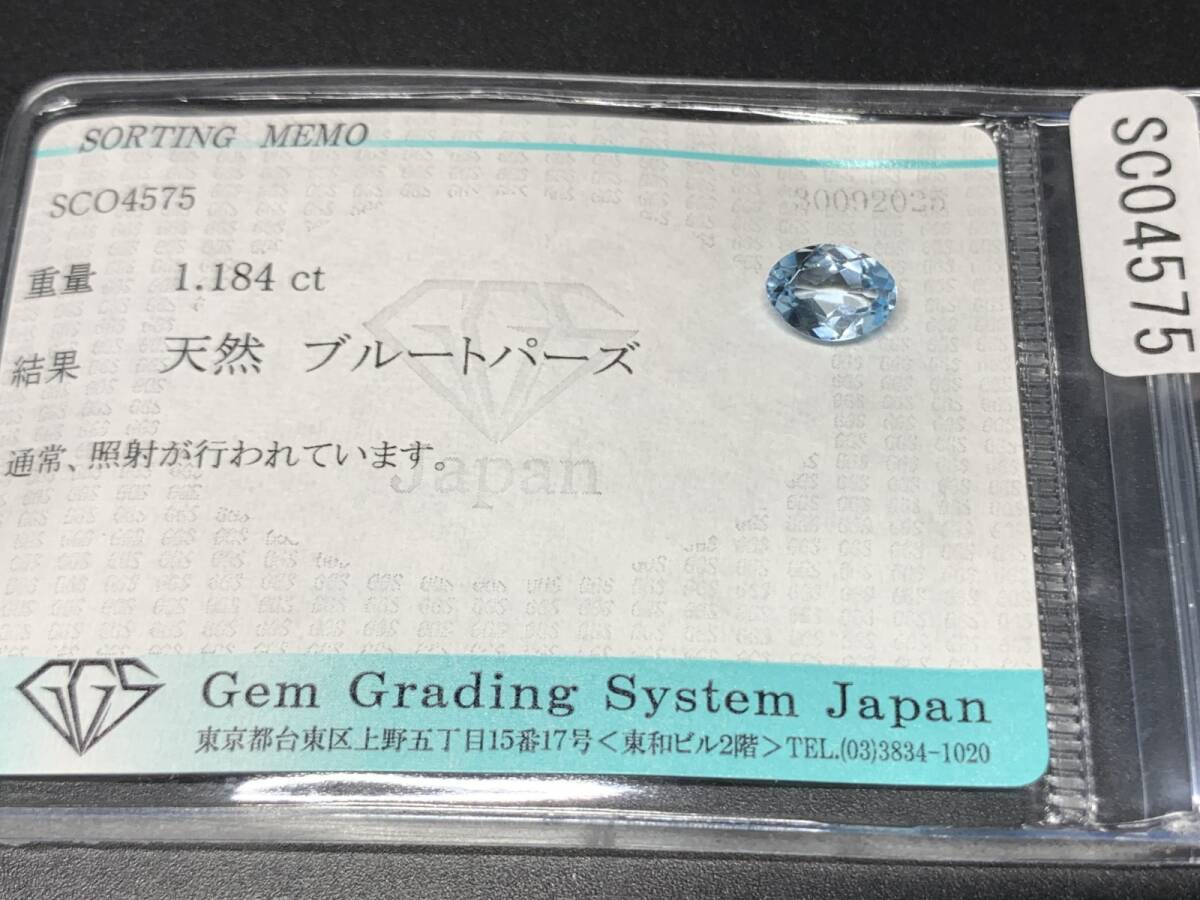 SORTING MEMO
SCO4575
30092025
重量 1.184 ct
結果 天然 ブルートパーズ
通常、照射が行われています。
GGS
Japan
GGS Gem Grading System Japan
東京都台東区上野五丁目15番17号<東和ビル2階>TEL.(03)3834-1020
SC04575